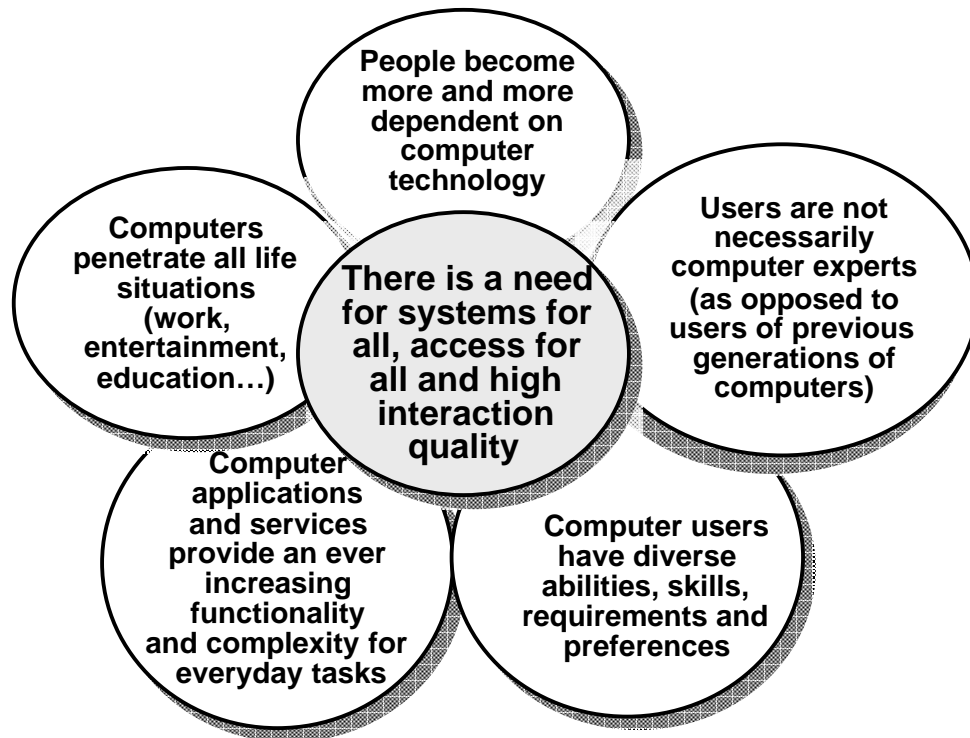 People become
more and more
dependent on
computer
technology
Computers
penetrate all life
situations
(work,
entertainment,
education…)
Users are not
necessarily
computer experts
(as opposed to
users of previous
generations of
computers)
There is a need
for systems for
all, access for
all and high
interaction
quality
Computer
applications
and services
provide an ever
increasing
functionality
and complexity for
everyday tasks
Computer users
have diverse
abilities, skills,
requirements and
preferences